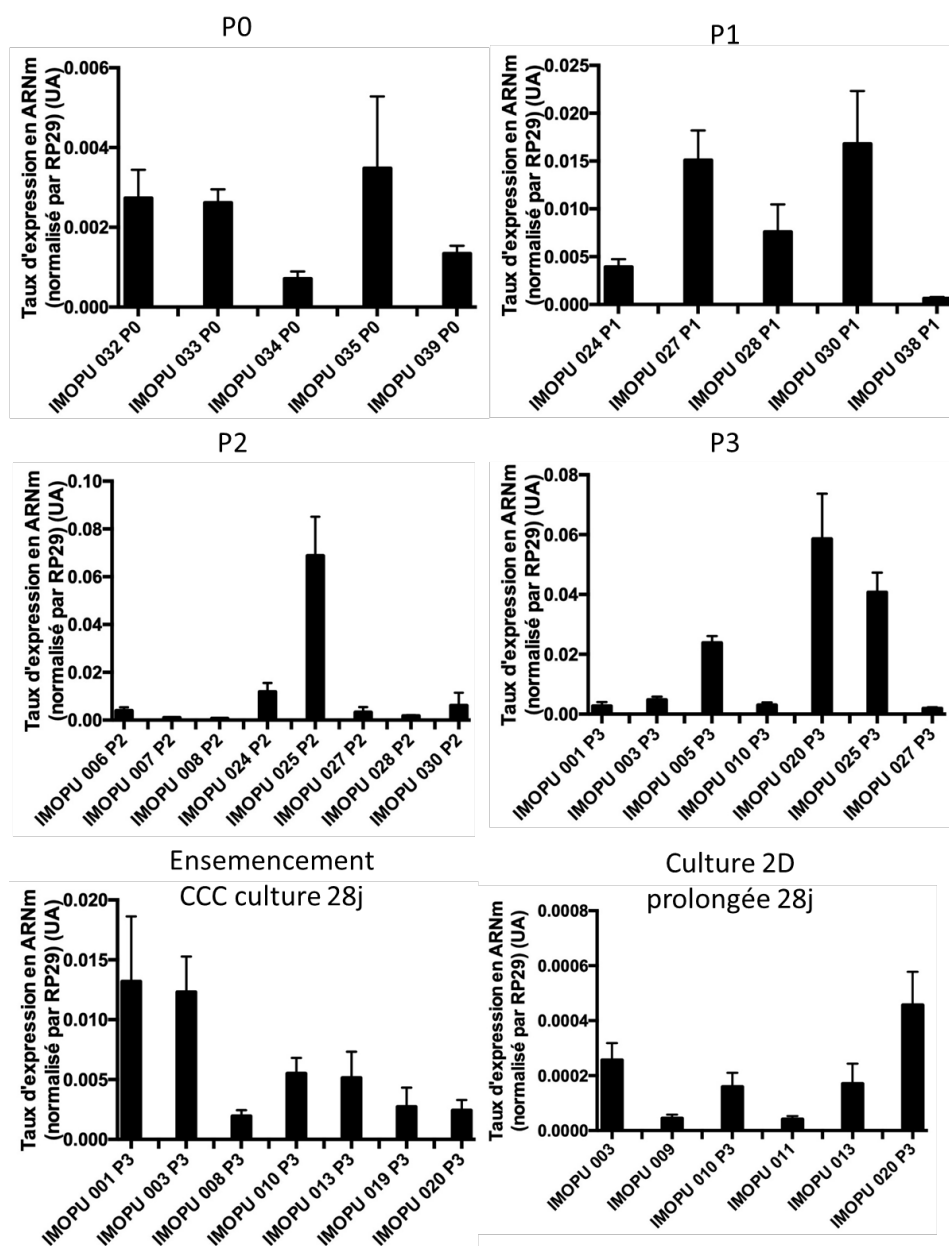 P0
Taux d'expression en ARNm
(normalisé par RP29) (UA)
0.006
0.004
0.002
0.000
IMOPU 032 P0
IMOPU 033 P0
IMOPU 034 P0
IMOPU 035 P0
IMOPU 039 P0
P1
Taux d'expression en ARNm
(normalisé par RP29) (UA)
0.025
0.020
0.015
0.010
0.005
0.000
IMOPU 024 P1
IMOPU 027 P1
IMOPU 028 P1
IMOPU 030 P1
IMOPU 038 P1
P2
Taux d'expression en ARNm
(normalisé par RP29) (UA)
0.10
0.08
0.06
0.04
0.02
0.00
IMOPU 006 P2
IMOPU 007 P2
IMOPU 008 P2
IMOPU 024 P2
IMOPU 025 P2
IMOPU 027 P2
IMOPU 028 P2
IMOPU 030 P2
P3
Taux d'expression en ARNm
(normalisé par RP29) (UA)
0.08
0.06
0.04
0.02
0.00
IMOPU 001 P3
IMOPU 003 P3
IMOPU 005 P3
IMOPU 010 P3
IMOPU 020 P3
IMOPU 025 P3
IMOPU 027 P3
Ensemencement
CCC culture 28j
Taux d'expression en ARNm
(normalisé par RP29) (UA)
0.020
0.015
0.010
0.005
0.000
IMOPU 001 P3
IMOPU 003 P3
IMOPU 008 P3
IMOPU 010 P3
IMOPU 013 P3
IMOPU 019 P3
IMOPU 020 P3
Culture 2D
prolongée 28j
Taux d'expression en ARNm
(normalisé par RP29) (UA)
0.0008
0.0006
0.0004
0.0002
0.0000
IMOPU 003
IMOPU 009
IMOPU 010 P3
IMOPU 011
IMOPU 013
IMOPU 020 P3